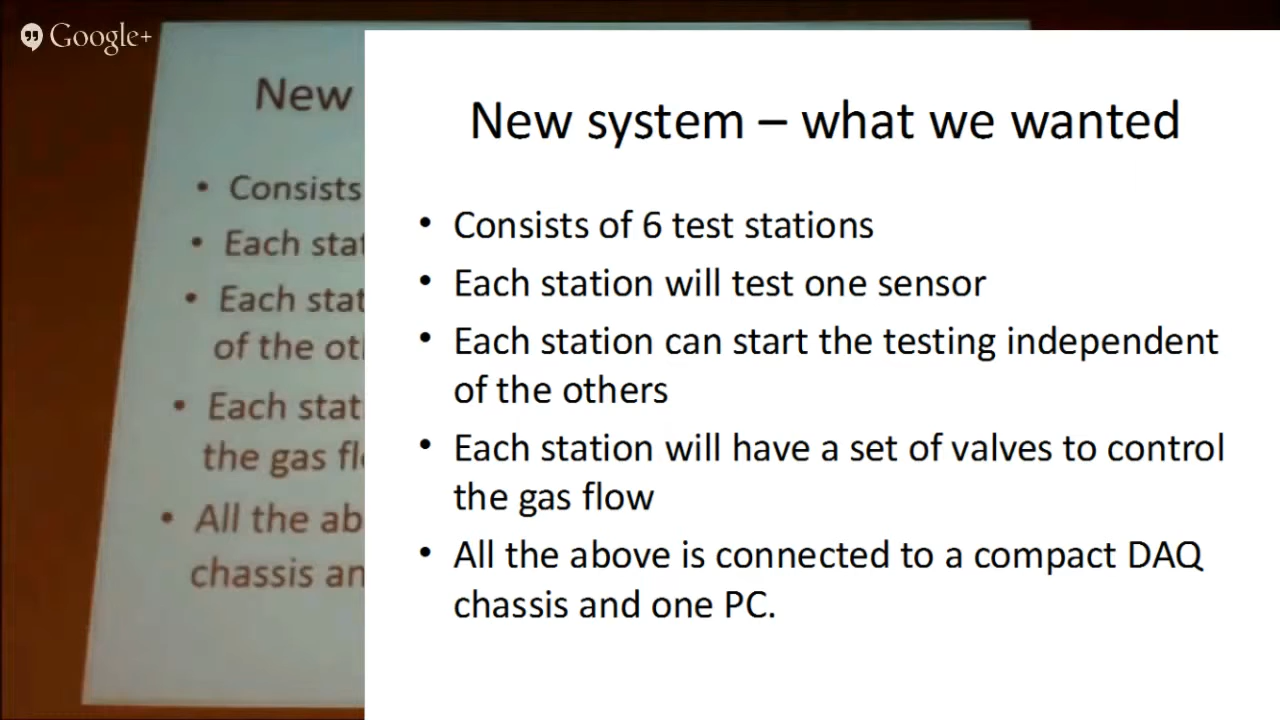 Google+
New
• Consists
• Each stat
• Each stat
of the oth
• Each stat
the gas fl
• All the ab
chassis an
New system – what we wanted
• Consists of 6 test stations
• Each station will test one sensor
• Each station can start the testing independent
of the others
• Each station will have a set of valves to control
the gas flow
• All the above is connected to a compact DAQ
chassis and one PC.